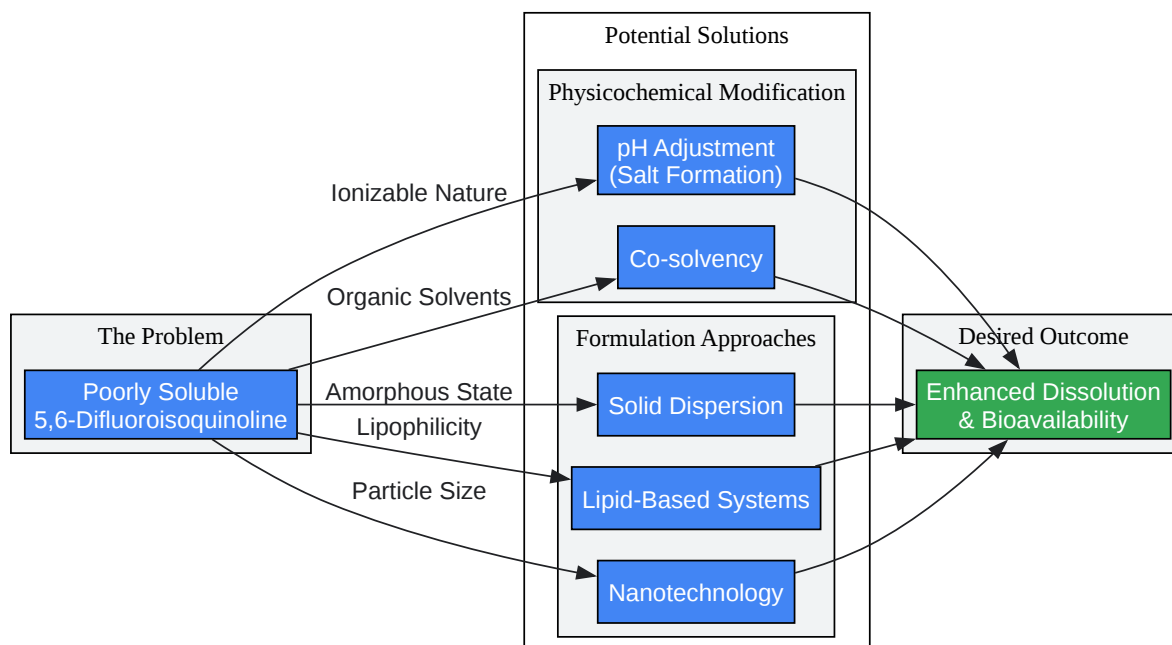 Potential Solutions
Physicochemical Modification
pH Adjustment
(Salt Formation)
Ionizable Nature
Co-solvency
Organic Solvents
The Problem
Formulation Approaches
Desired Outcome
Poorly Soluble
5,6-Difluoroisoquinoline
Amorphous State
Solid Dispersion
Enhanced Dissolution
& Bioavailability
Lipophilicity
Lipid-Based Systems
Particle Size
Nanotechnology